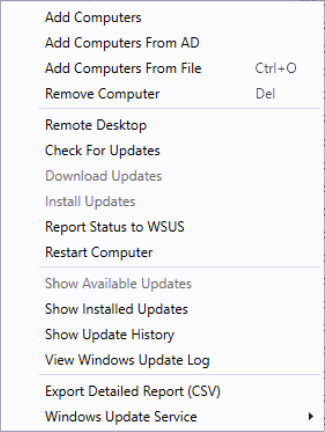 Add Computers
Add Computers From AD
Add Computers From File Ctrl+O
Remove Computer Del
Remote Desktop
Check For Updates
Download Updates
Install Updates
Report Status to WSUS
Restart Computer
Show Available Updates
Show Installed Updates
Show Update History
View Windows Update Log
Export Detailed Report (CSV)
Windows Update Service